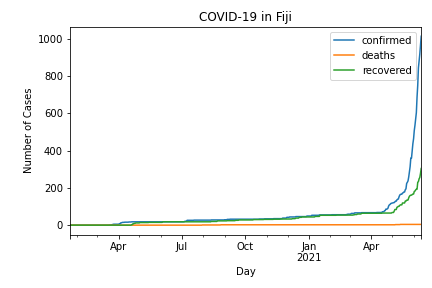 COVID-19 in Fiji
confirmed
deaths
recovered
Number of Cases
1000
800
600
400
200
0
Apr
Jul
Oct
Jan
2021
Apr
Day